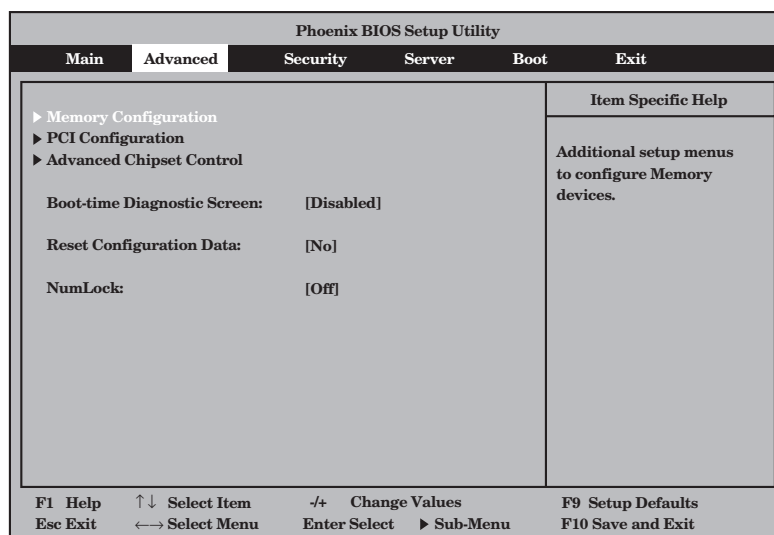 Phoenix BIOS Setup Utility
Main Advanced Security Server Boot Exit
Item Specific Help
▶ Memory Configuration
▶ PCI Configuration
▶ Advanced Chipset Control
Additional setup menus
to configure Memory
devices.
Boot-time Diagnostic Screen: [Disabled]
Reset Configuration Data: [No]
NumLock: [Off]
F1 Help ↑↓ Select Item -/+ Change Values F9 Setup Defaults
Esc Exit ←→ Select Menu Enter Select ▶ Sub-Menu F10 Save and Exit